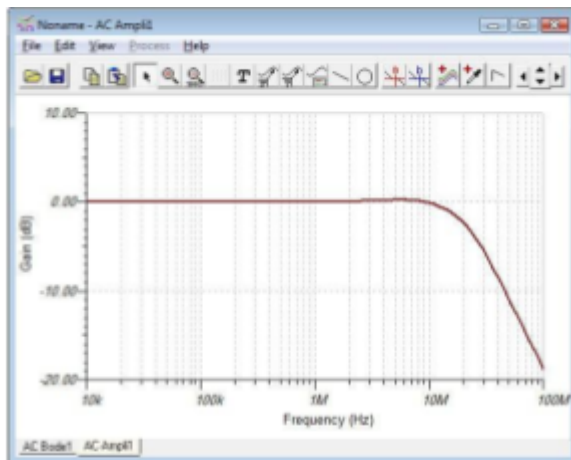 Noname - AC Ampli1
File Edit View Process Help
T
10.00
0.00
-10.00
-20.00
Gain (dB)
10k 100k 1M 10M 100M
Frequency (Hz)
AC Bode1 AC Ampli1